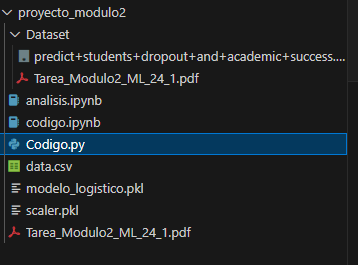 proyecto_modulo2
Dataset
predict+students+dropout+and+academic+success....
Tarea_Modulo2_ML_24_1.pdf
analisis.ipynb
codigo.ipynb
Codigo.py
data.csv
modelo_logistico.pkl
scaler.pkl
Tarea_Modulo2_ML_24_1.pdf